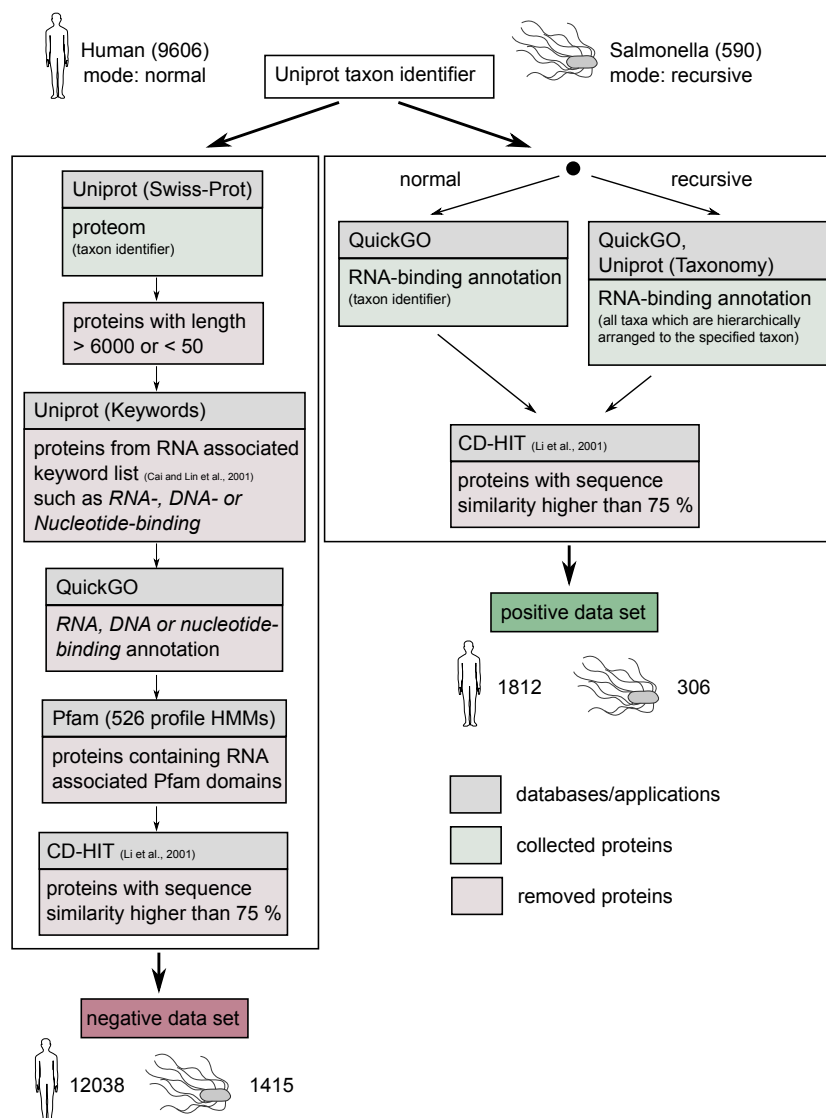 Human (9606)
mode: normal
Uniprot taxon identifier
Salmonella (590)
mode: recursive
Uniprot (Swiss-Prot)
proteom
(taxon identifier)
proteins with length
> 6000 or < 50
Uniprot (Keywords)
proteins from RNA associated
keyword list (Cai and Lin et al., 2001)
such as RNA-, DNA- or
Nucleotide-binding
QuickGO
RNA, DNA or nucleotide-
binding annotation
Pfam (526 profile HMMs)
proteins containing RNA
associated Pfam domains
CD-HIT (Li et al., 2001)
proteins with sequence
similarity higher than 75 %
negative data set
12038
1415
normal
recursive
QuickGO
RNA-binding annotation
(taxon identifier)
QuickGO,
Uniprot (Taxonomy)
RNA-binding annotation
(all taxa which are hierarchically
arranged to the specified taxon)
CD-HIT (Li et al., 2001)
proteins with sequence
similarity higher than 75 %
positive data set
1812
306
databases/applications
collected proteins
removed proteins